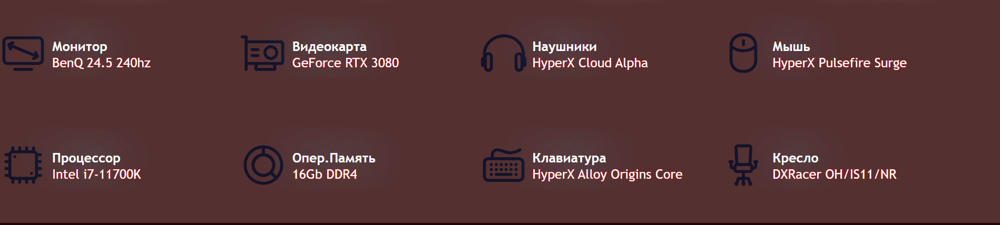 Монитор
BenQ 24.5 240hz
Видеокарта
GeForce RTX 3080
Наушники
HyperX Cloud Alpha
Мышь
HyperX Pulsefire Surge
Процессор
Intel i7-11700K
Опер.Память
16Gb DDR4
Клавиатура
HyperX Alloy Origins Core
Кресло
DXRacer OH/IS11/NR